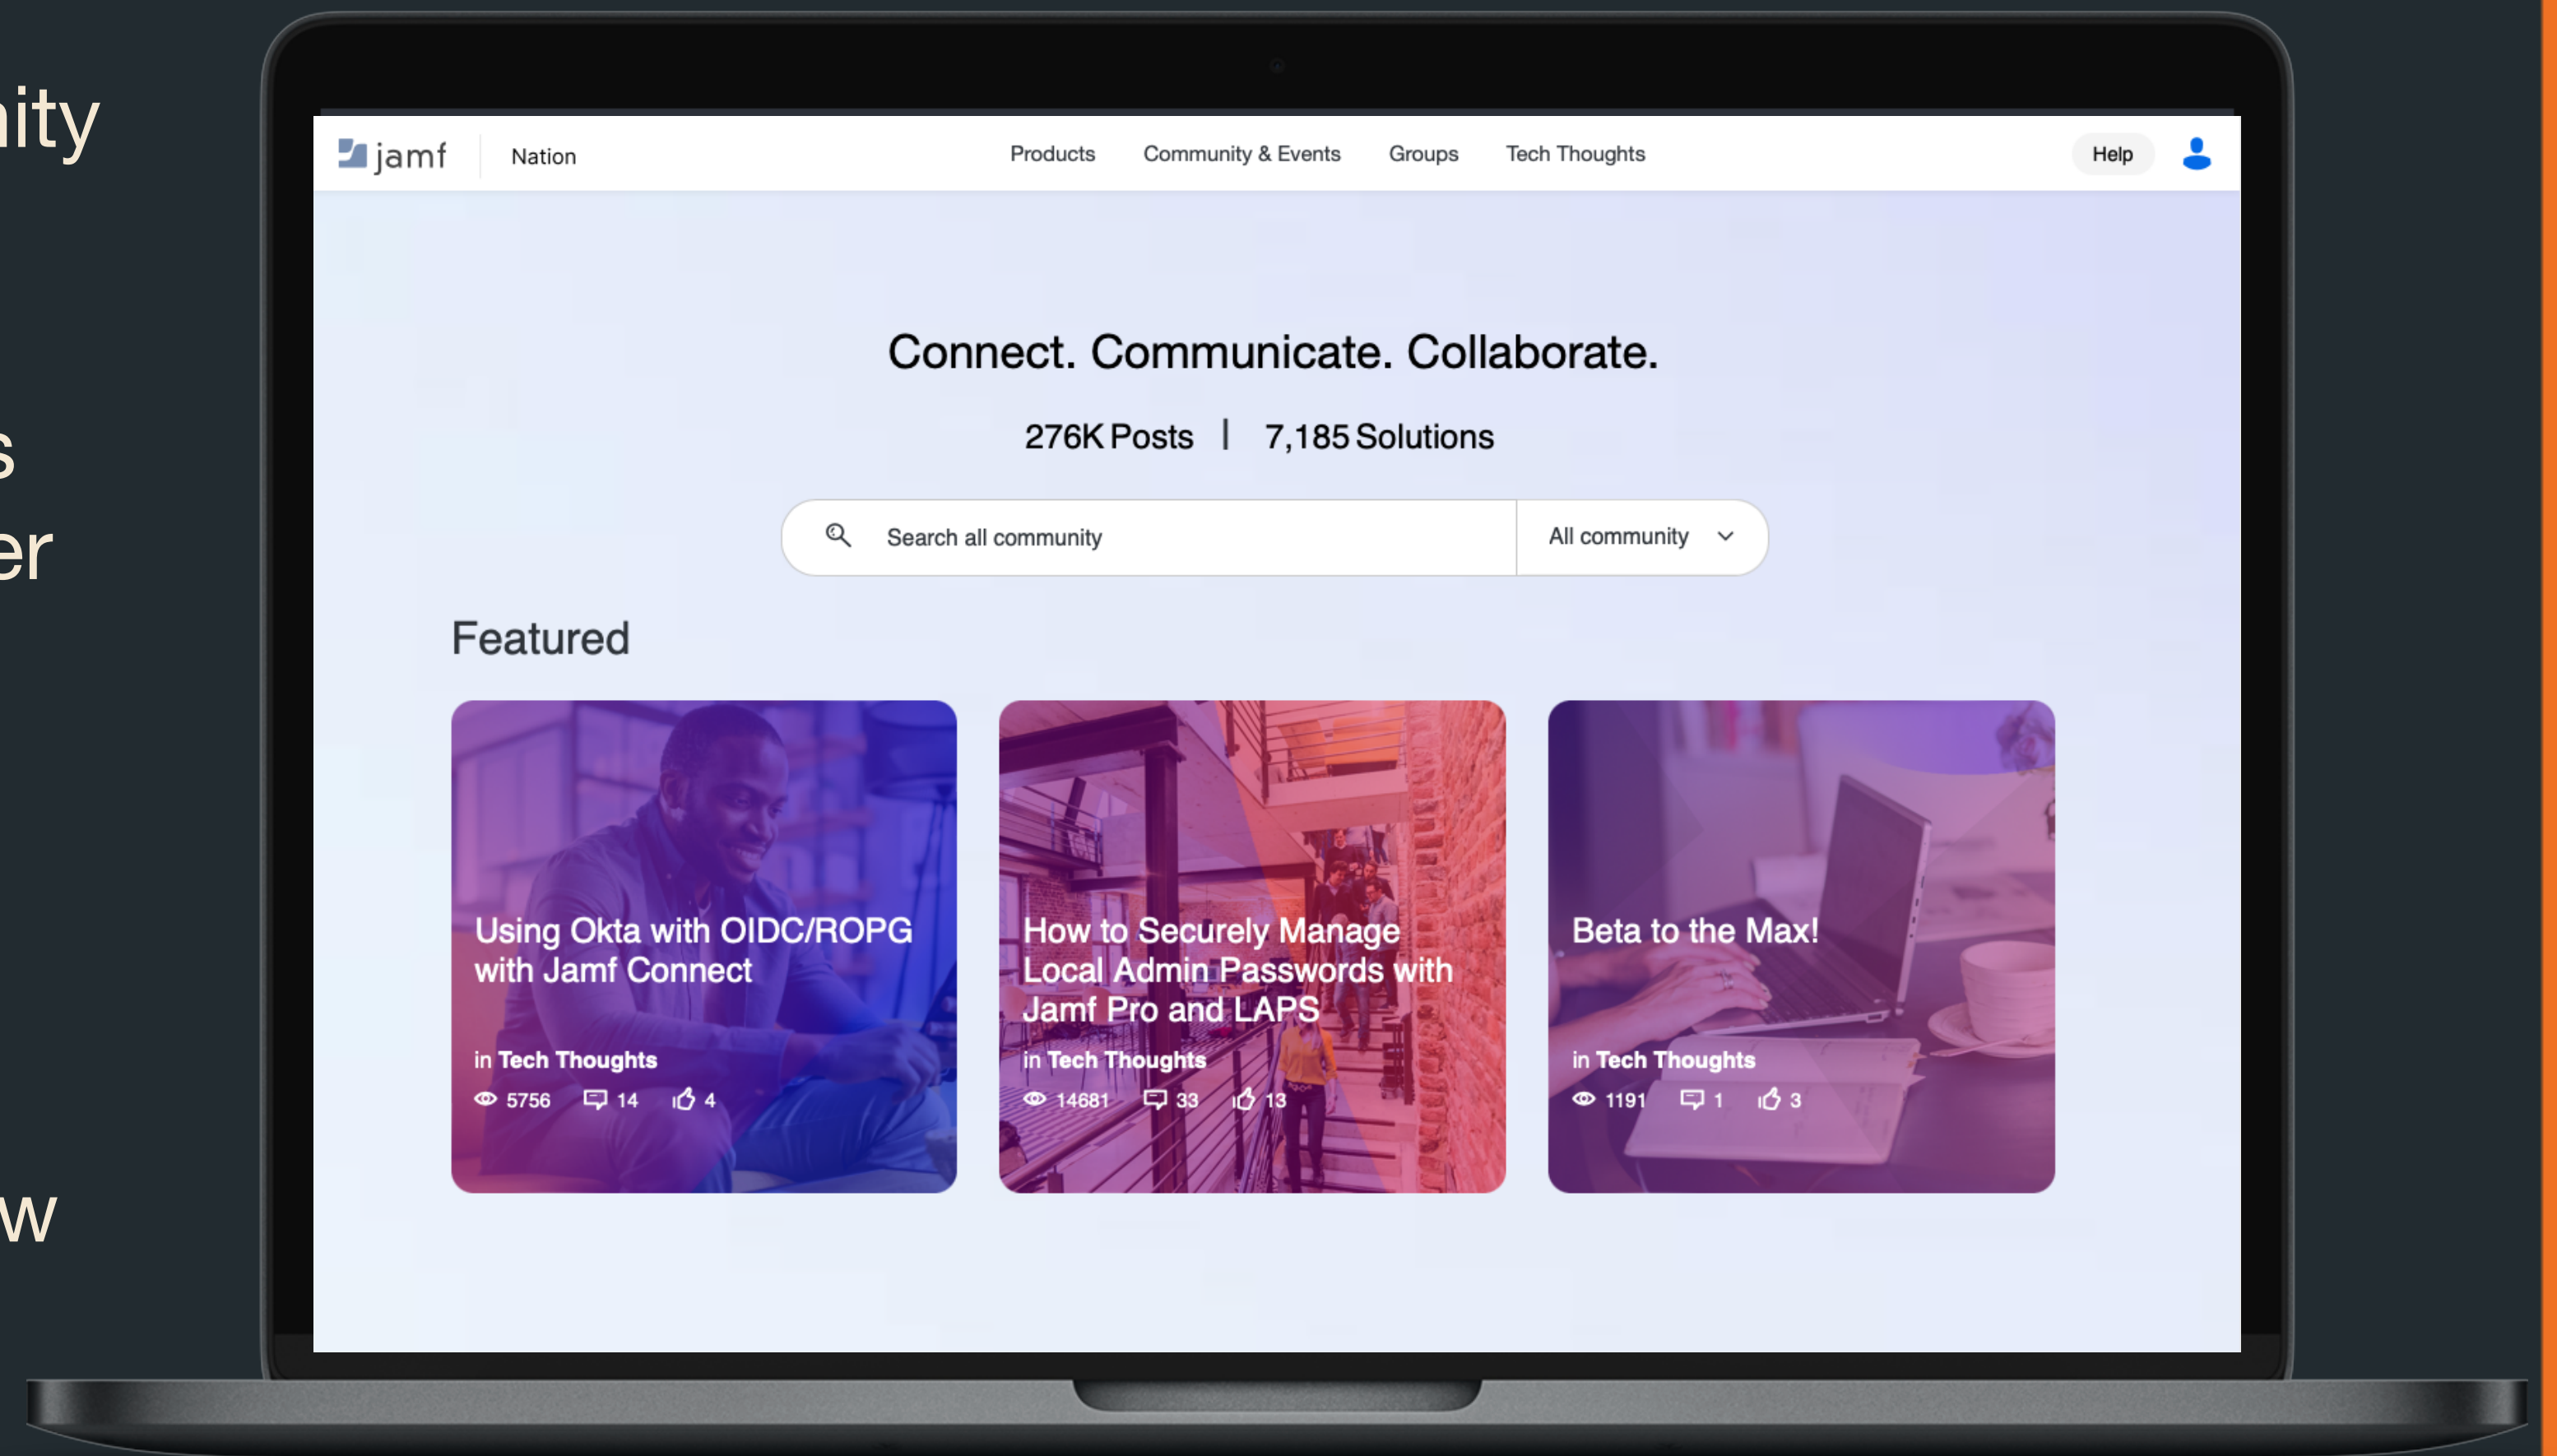 nity
s
er
w
jamf
Nation
Products
Community & Events
Groups
Tech Thoughts
Help
Connect. Communicate. Collaborate.
276K Posts | 7,185 Solutions
Search all community
All community
Featured
Using Okta with OIDC/ROPG
with Jamf Connect
in Tech Thoughts
5756 14 4
How to Securely Manage
Local Admin Passwords with
Jamf Pro and LAPS
in Tech Thoughts
14681 33 13
Beta to the Max!
in Tech Thoughts
1191 1 3